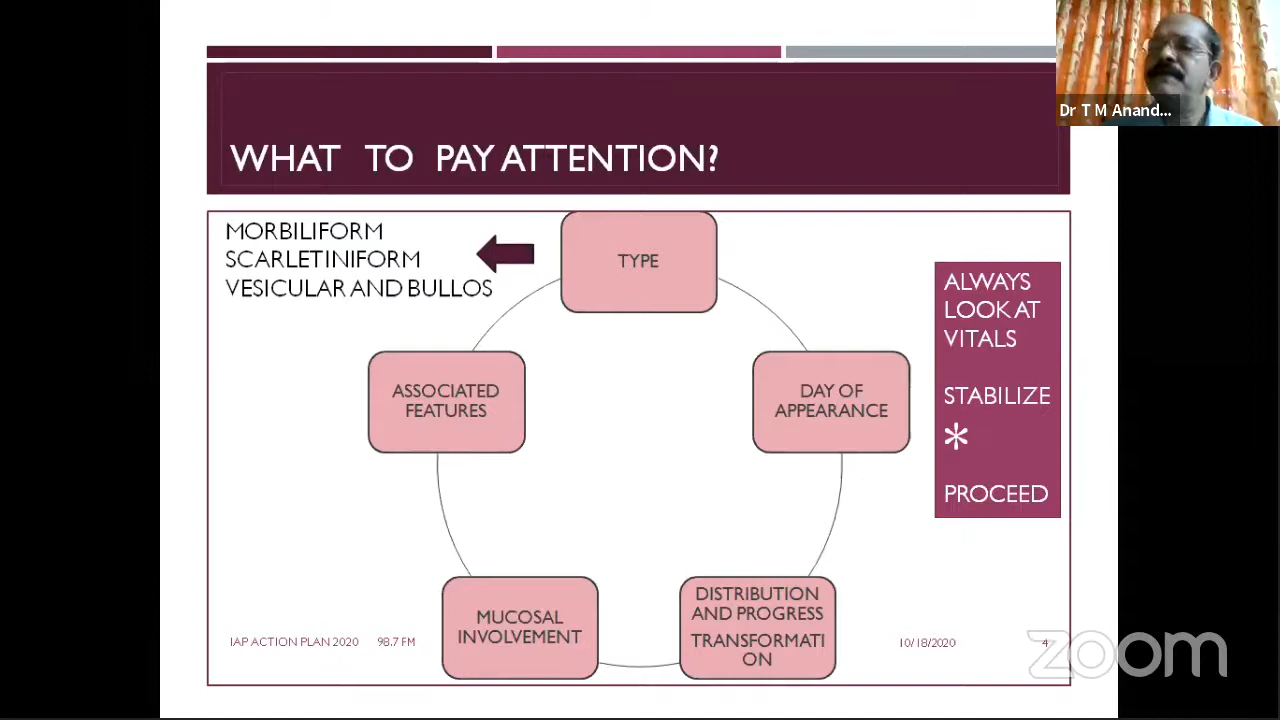 Dr T M Anand...
WHAT TO PAY ATTENTION?
MORBILIFORM
SCARLETINIFORM
VESICULAR AND BULLOS
TYPE
ALWAYS
LOOK AT
VITALS
STABILIZE
*
PROCEED
ASSOCIATED
FEATURES
DAY OF
APPEARANCE
MUCOSAL
INVOLVEMENT
DISTRIBUTION
AND PROGRESS
TRANSFORMATI
ON
IAP ACTION PLAN 2020 98.7 FM
10/18/2020
4
zoom